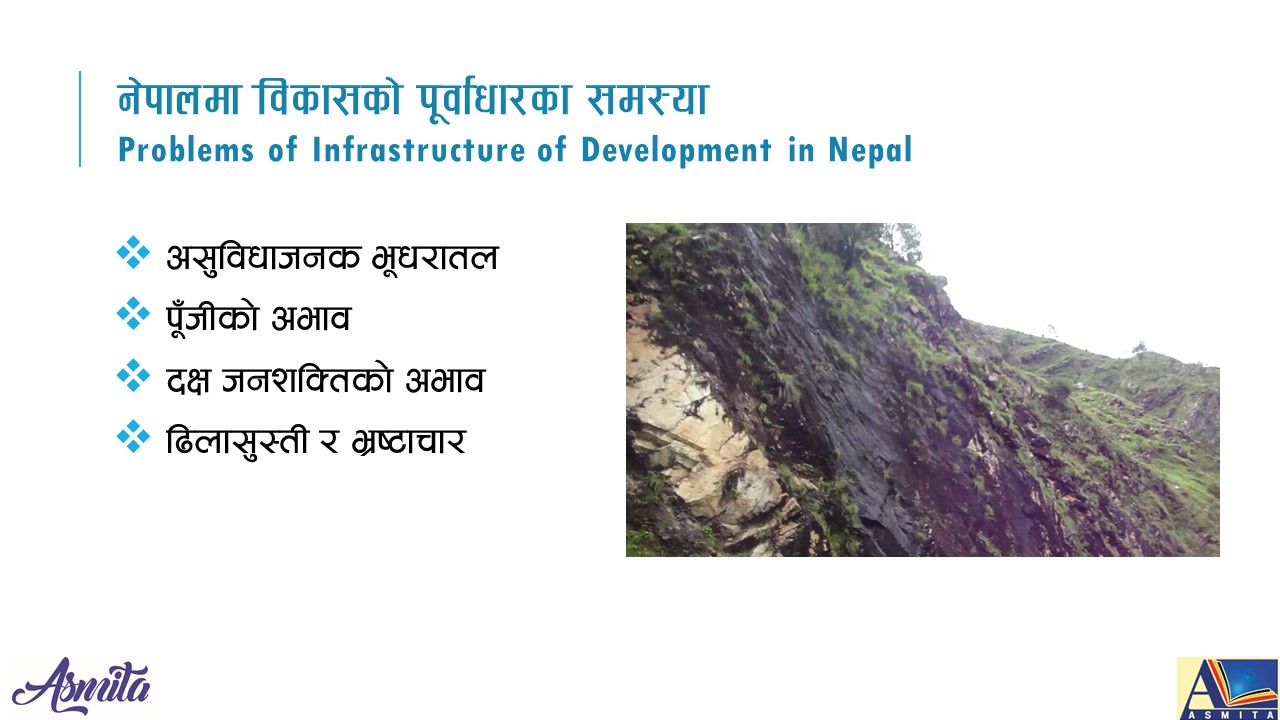 नेपालमा विकासको पूर्वाधारका समस्या
Problems of Infrastructure of Development in Nepal
असुविधाजनक भूधरातल
पूँजीको अभाव
दक्ष जनशक्तिको अभाव
ढिलासुस्ती र भ्रष्टाचार
Asmita
ASMITA